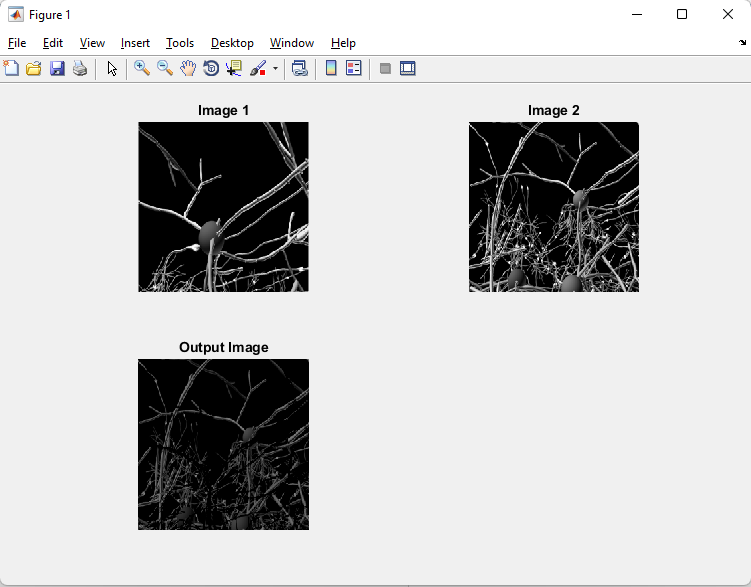 Figure 1
File Edit View Insert Tools Desktop Window Help
Image 1
Image 2
Output Image